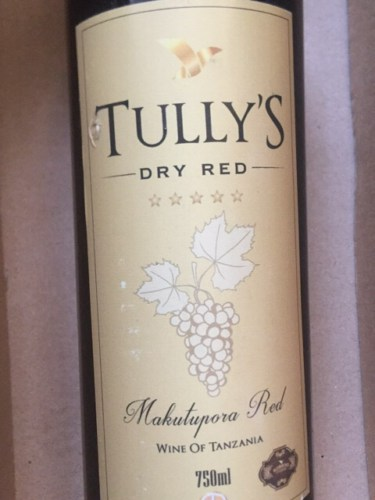 TULLY'S
DRY RED
Makutupora Red
WINE OF TANZANIA
750ml